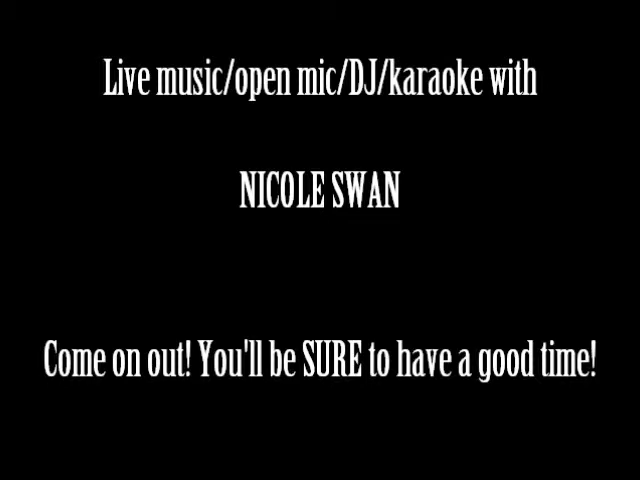 Live music/open mic/DJ/karaoke with
NICOLE SWAN
Come on out! You'll be SURE to have a good time!